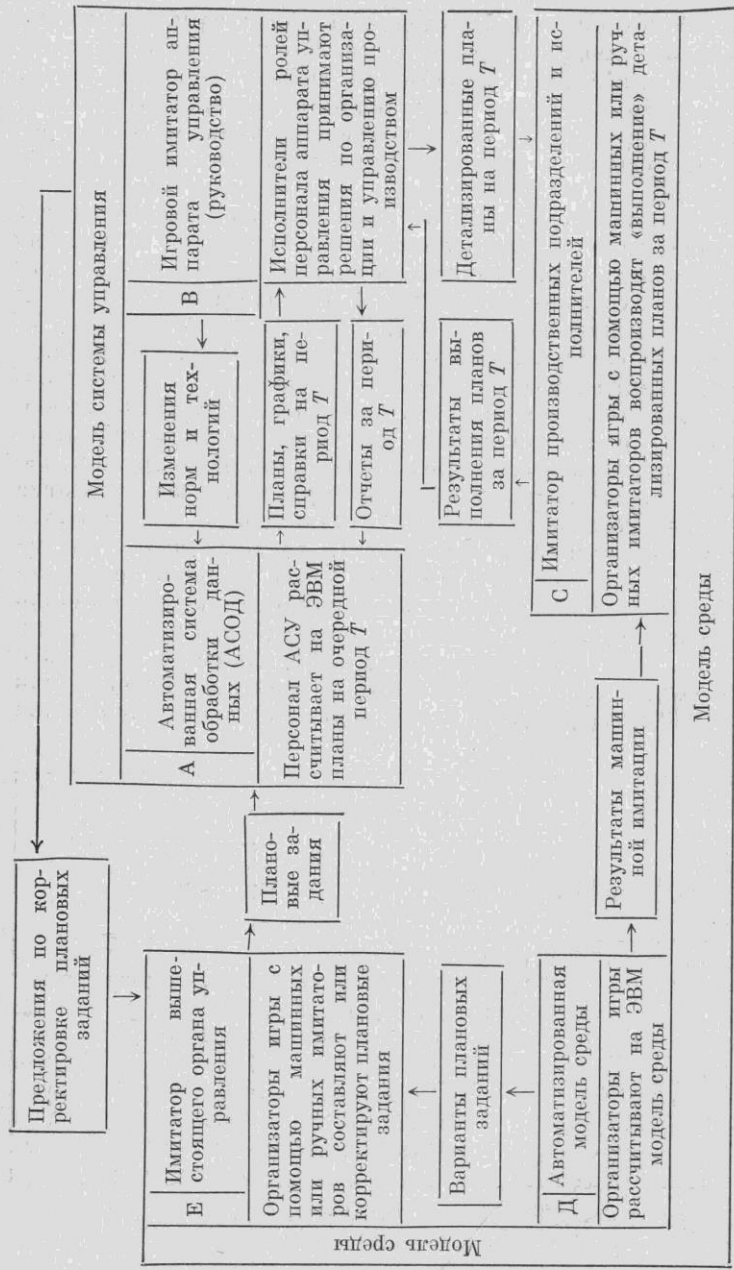 Предложения по кор-
ректировке плановых
заданий
Модель системы управления
Е
Имитатор выше-
стоящего органа уп-
равления
Организаторы игры с
помощью машинных
или ручных имитато-
ров составляют или
корректируют плановые
задания
Плано-
вые за-
дания
А
Автоматизиро-
ванная система
обработки дан-
ных (АСОД)
Персонал АСУ рас-
считывает на ЭВМ
планы на очередной
период Т
Изменения
норм и тех-
нологий
Планы, графики,
справки на пе-
риод Т
Отчеты за пери-
од Т
В
Игровой имитатор ап-
парата управления
(руководство)
Исполнители ролей
персонала аппарата уп-
равления принимают
решения по организа-
ции и управлению про-
изводством
Варианты плановых
заданий
Результаты вы-
полнения планов
за период Т
Детализированные пла-
ны на период Т
Д
Автоматизированная
модель среды
Организаторы игры
рассчитывают на ЭВМ
модель среды
Результаты машин-
ной имитации
С
Имитатор производственных подразделений и ис-
полнителей
Организаторы игры с помощью машинных или руч-
ных имитаторов воспроизводят «выполнение» дета-
лизированных планов за период Т
Модель среды
Модель среды